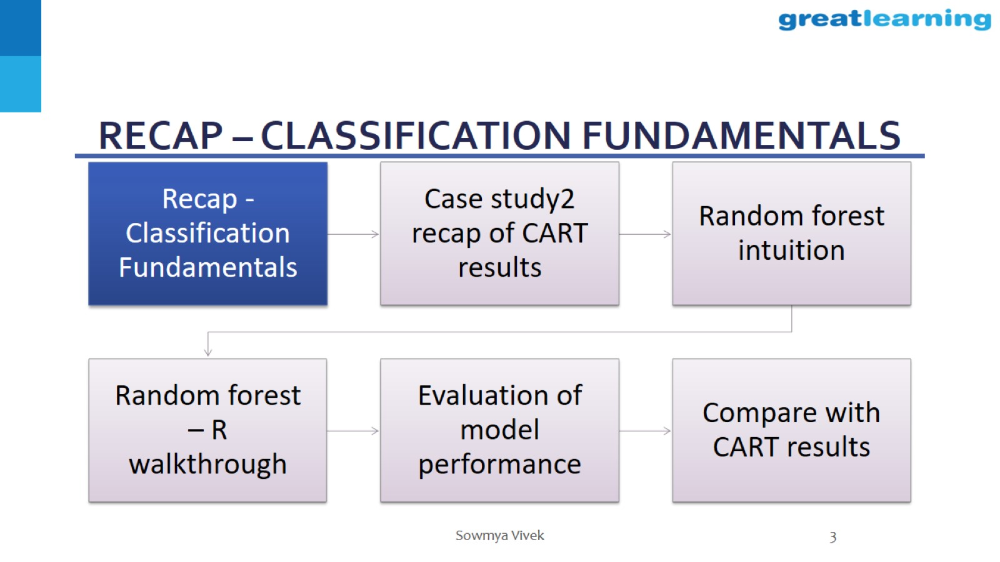 greatlearning
RECAP – CLASSIFICATION FUNDAMENTALS
Recap -
Classification
Fundamentals
Case study2
recap of CART
results
Random forest
intuition
Random forest
– R
walkthrough
Evaluation of
model
performance
Compare with
CART results
Sowmya Vivek
3